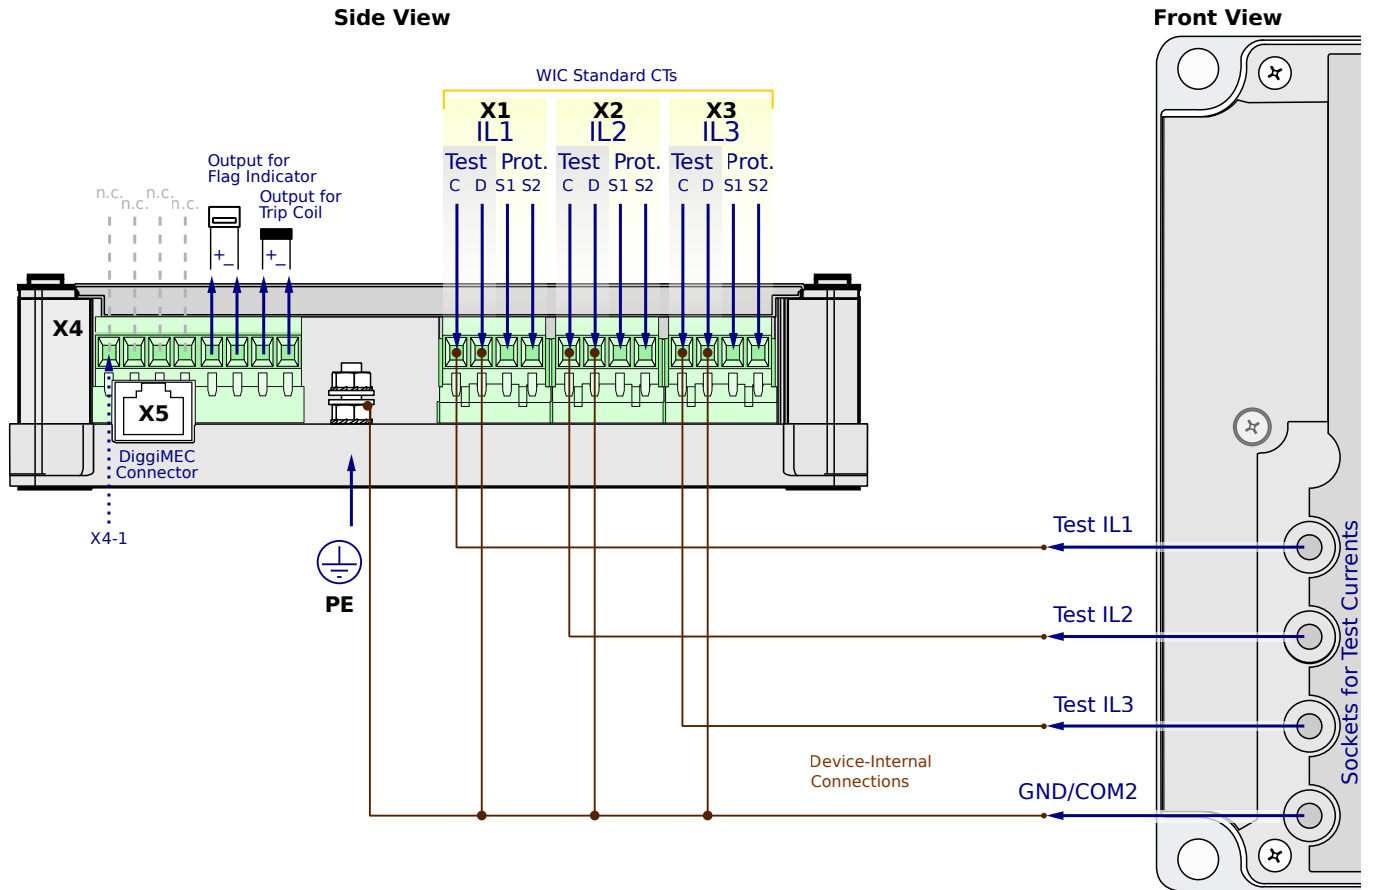 Side View
Front View
WIC Standard CTs
X1
X2
X3
IL1
IL2
IL3
Test Prot.
Test Prot.
Test Prot.
C D S1 S2
C D S1 S2
C D S1 S2
Output for
Flag Indicator
Output for
Trip Coil
n.c.
n.c.
n.c.
n.c.
+ −
+ −
X4
X5
DiggiMEC
Connector
X4-1
PE
Test IL1
Test IL2
Test IL3
GND/COM2
Device-Internal
Connections
Sockets for Test Currents